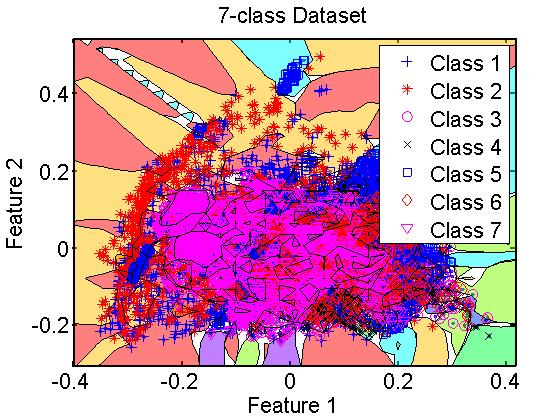 7-class Dataset
Class 1
Class 2
Class 3
Class 4
Class 5
Class 6
Class 7
Feature 2
0.4
0.2
0
-0.2
-0.4
-0.2
0
0.2
0.4
Feature 1